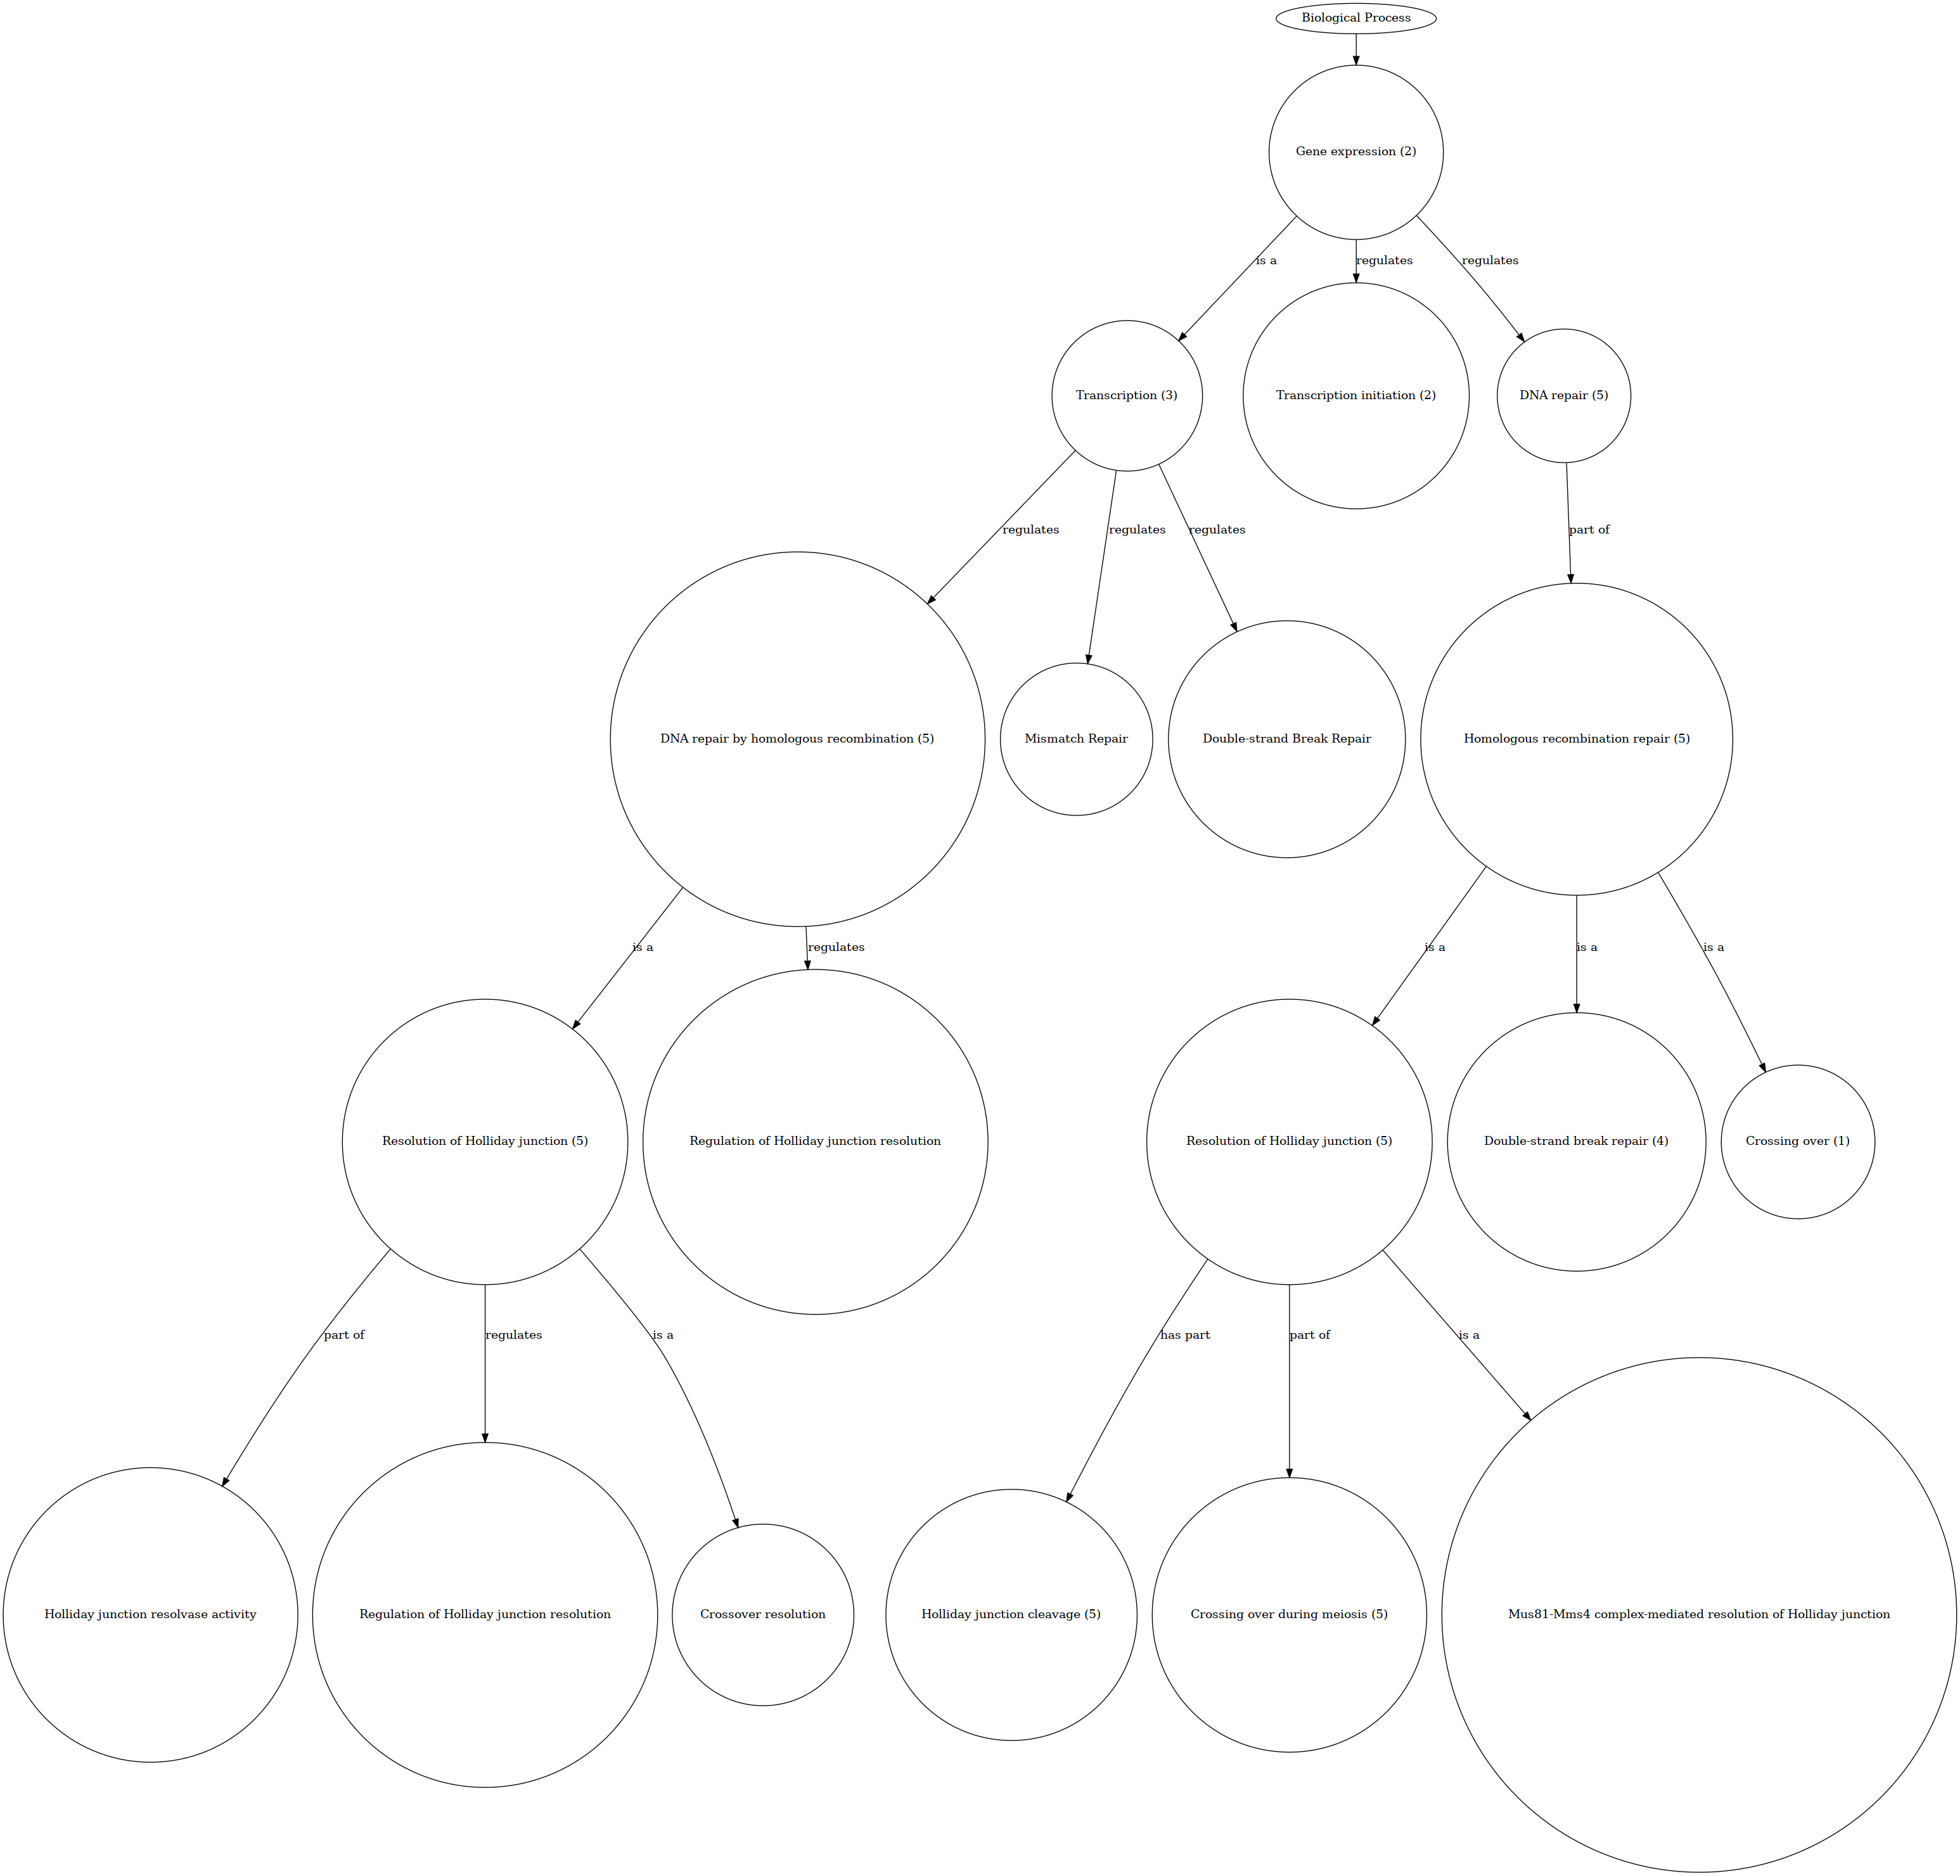 Biological Process
Gene expression (2)
is a
regulates
regulates
Transcription (3)
Transcription initiation (2)
DNA repair (5)
regulates
regulates
regulates
part of
DNA repair by homologous recombination (5)
Mismatch Repair
Double-strand Break Repair
Homologous recombination repair (5)
is a
regulates
is a
is a
is a
Resolution of Holliday junction (5)
Regulation of Holliday junction resolution
Resolution of Holliday junction (5)
Double-strand break repair (4)
Crossing over (1)
part of
regulates
is a
has part
part of
is a
Holliday junction resolvase activity
Regulation of Holliday junction resolution
Crossover resolution
Holliday junction cleavage (5)
Crossing over during meiosis (5)
Mus81-Mms4 complex-mediated resolution of Holliday junction